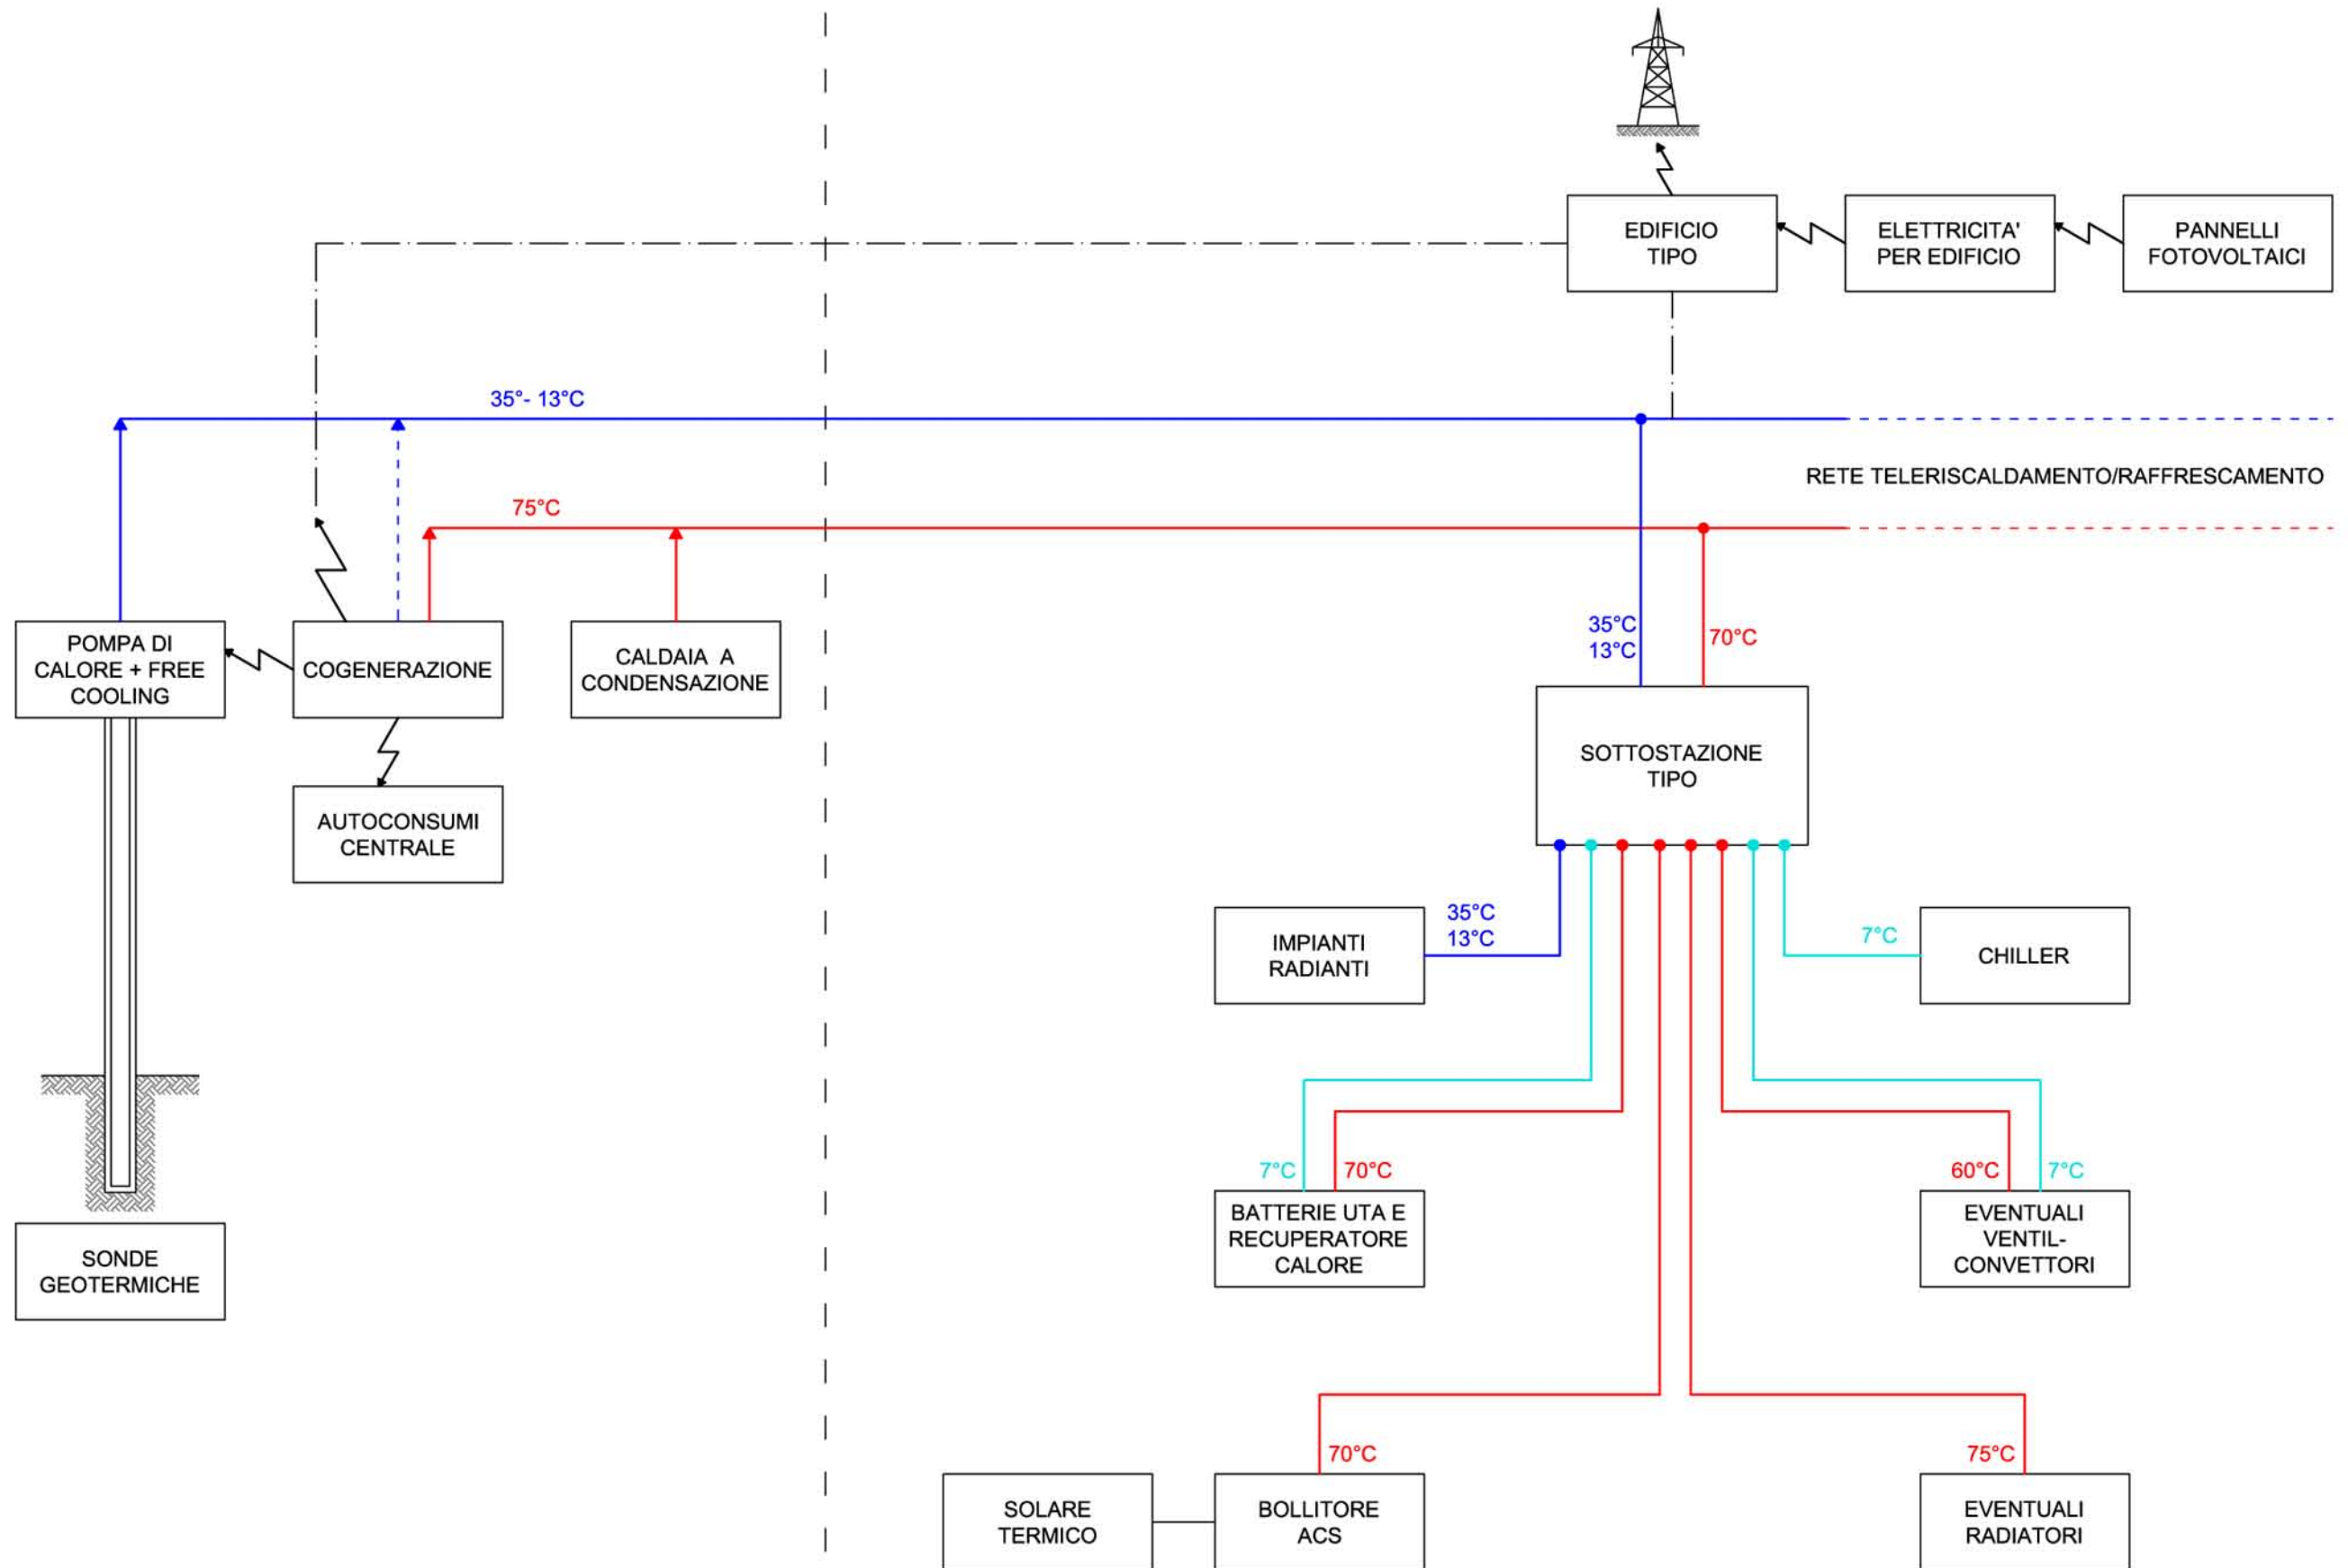 EDIFICIO
TIPO
ELETTRICITA'
PER EDIFICIO
PANNELLI
FOTOVOLTAICI
35°- 13°C
RETE TELERISCALDAMENTO/RAFFRESCAMENTO
75°C
35°C
13°C
70°C
POMPA DI
CALORE + FREE
COOLING
COGENERAZIONE
CALDAIA A
CONDENSAZIONE
SOTTOSTAZIONE
TIPO
AUTOCONSUMI
CENTRALE
IMPIANTI
RADIANTI
35°C
13°C
7°C
CHILLER
7°C
70°C
60°C
7°C
BATTERIE UTA E
RECUPERATORE
CALORE
EVENTUALI
VENTIL-
CONVETTORI
SONDE
GEOTERMICHE
70°C
75°C
SOLARE
TERMICO
BOLLITORE
ACS
EVENTUALI
RADIATORI